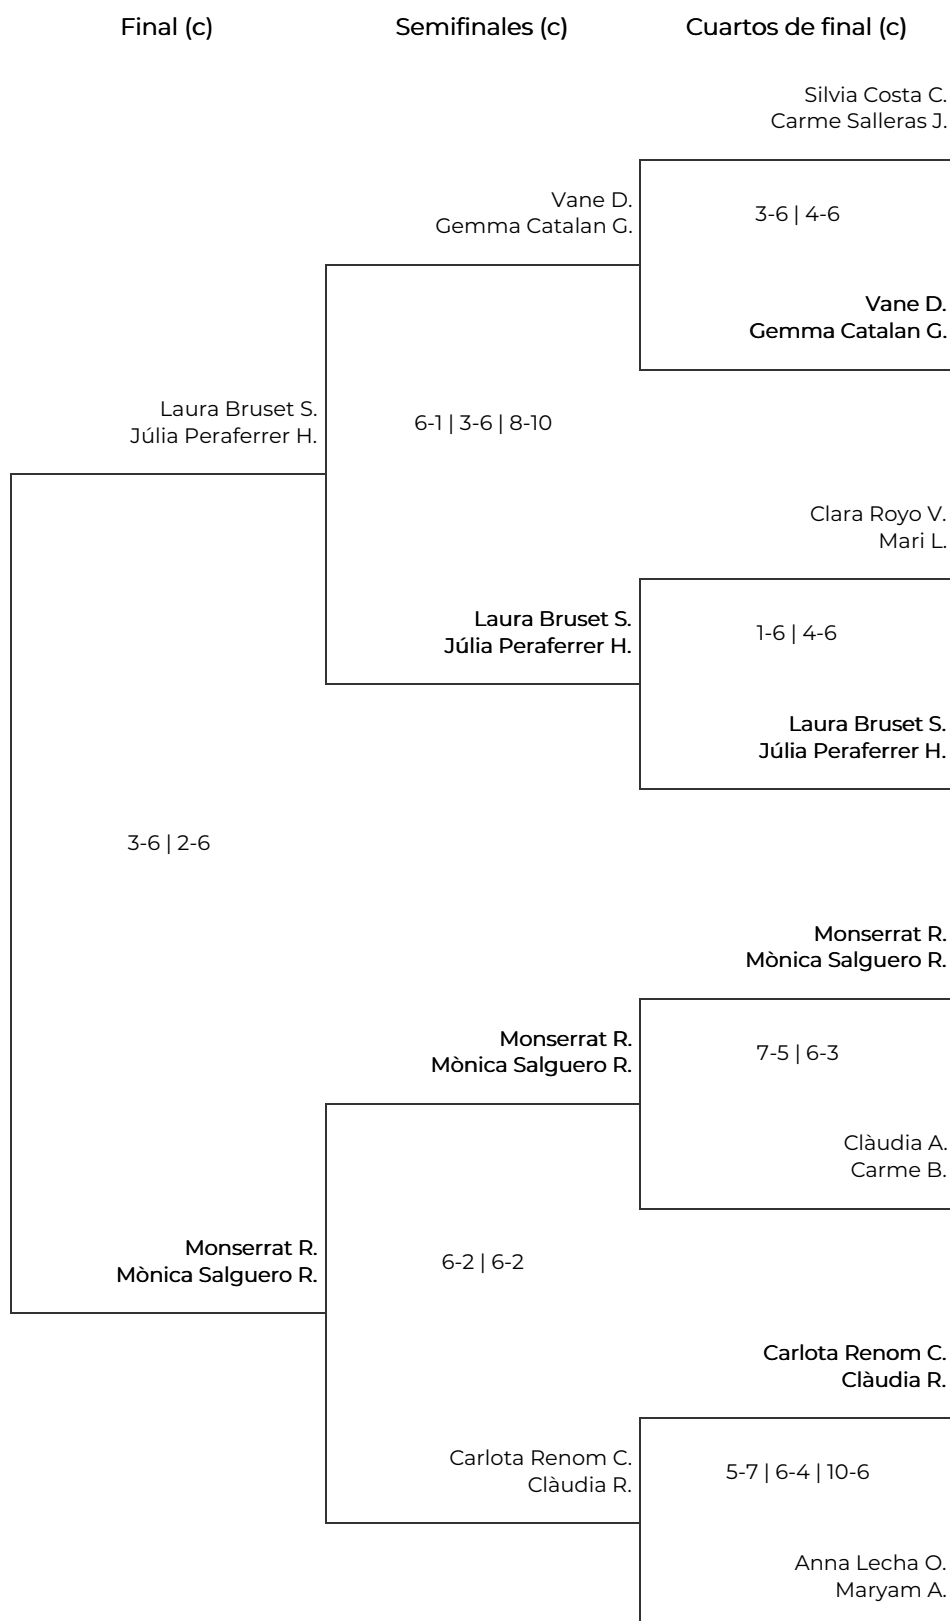 Final (c) Semifinales (c) Cuartos de final (c)
Silvia Costa C.
Carme Salleras J.
Vane D.
Gemma Catalan G.
3-6 | 4-6
Vane D.
Gemma Catalan G.
Laura Bruset S.
Júlia Peraferrer H.
6-1 | 3-6 | 8-10
Clara Royo V.
Mari L.
Laura Bruset S.
Júlia Peraferrer H.
1-6 | 4-6
Laura Bruset S.
Júlia Peraferrer H.
3-6 | 2-6
Monserrat R.
Mònica Salguero R.
Monserrat R.
Mònica Salguero R.
7-5 | 6-3
Clàudia A.
Carme B.
Monserrat R.
Mònica Salguero R.
6-2 | 6-2
Carlota Renom C.
Clàudia R.
Carlota Renom C.
Clàudia R.
5-7 | 6-4 | 10-6
Anna Lecha O.
Maryam A.